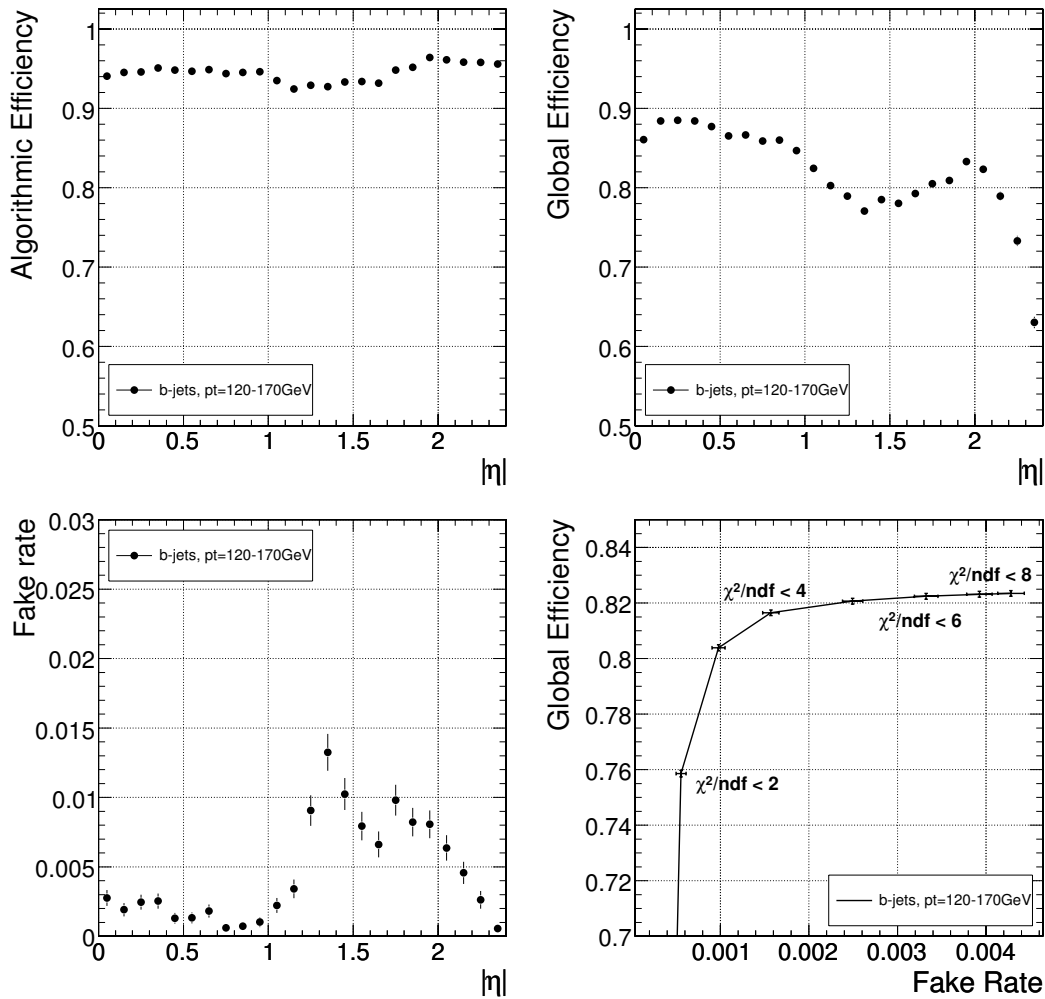 Algorithmic Efficiency
1
0.9
0.8
0.7
0.6
0.5
b-jets, pt=120-170GeV
0 0.5 1 1.5 2
|η|
Global Efficiency
1
0.9
0.8
0.7
0.6
0.5
b-jets, pt=120-170GeV
0 0.5 1 1.5 2
|η|
Fake rate
0.03
0.025
0.02
0.015
0.01
0.005
0
b-jets, pt=120-170GeV
0 0.5 1 1.5 2
|η|
Global Efficiency
0.84
0.82
0.8
0.78
0.76
0.74
0.72
0.7
χ²/ndf < 8
χ²/ndf < 4
χ²/ndf < 6
χ²/ndf < 2
b-jets, pt=120-170GeV
0.001 0.002 0.003 0.004
Fake Rate